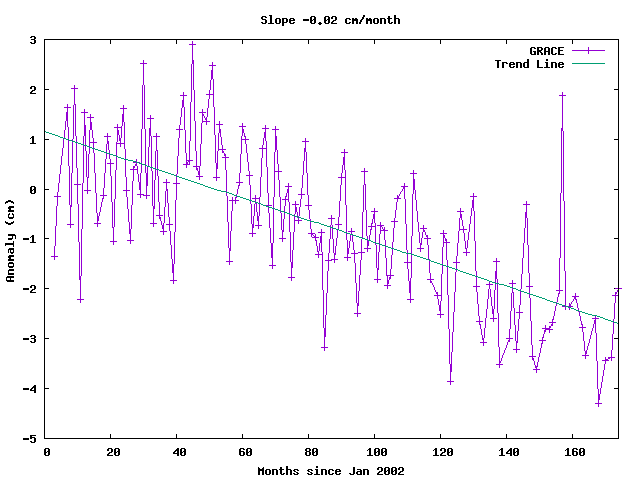 Slope -0.02 cm/month
GRACE
Trend Line
3
2
1
0
-1
-2
-3
-4
-5
Anomaly (cm)
0 20 40 60 80 100 120 140 160
Months since Jan 2002